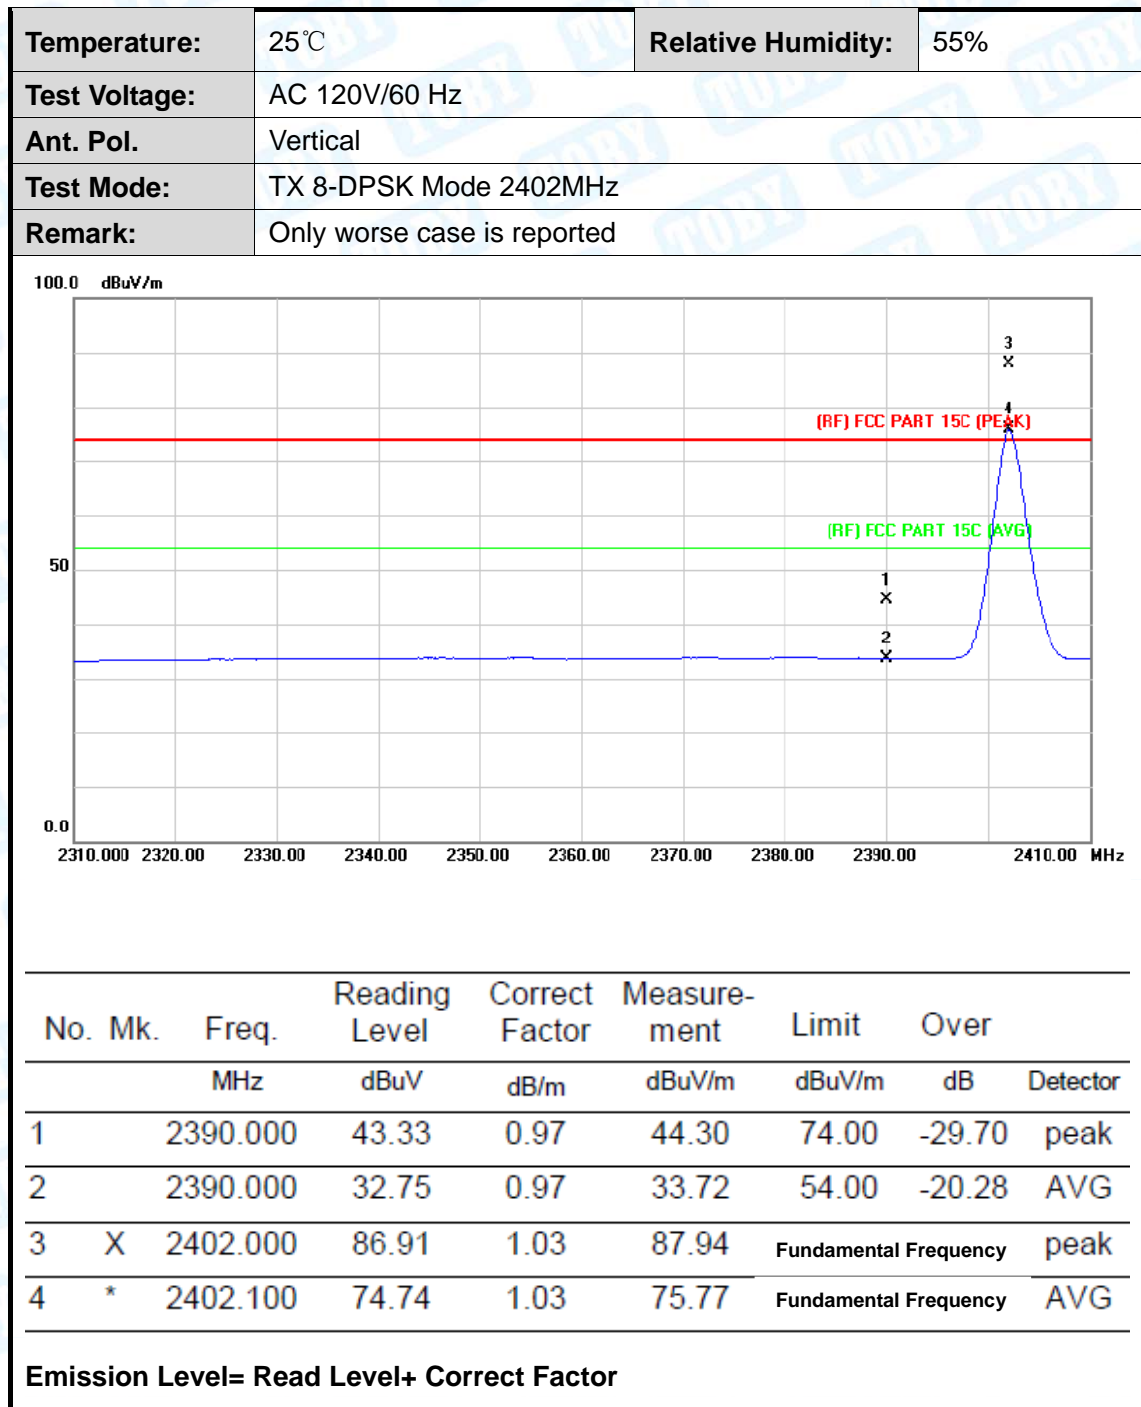 Temperature: 25℃ Relative Humidity: 55%
Test Voltage: AC 120V/60 Hz
Ant. Pol. Vertical
Test Mode: TX 8-DPSK Mode 2402MHz
Remark: Only worse case is reported
100.0 dBuV/m
3
X
4
X
(RF) FCC PART 15C (PEAK)
(RF) FCC PART 15C (AVG)
50
1
X
2
X
0.0
2310.000 2320.00 2330.00 2340.00 2350.00 2360.00 2370.00 2380.00 2390.00 2410.00 MHz
No. Mk. Freq. Reading Level Correct Factor Measure-ment Limit Over
MHz dBuV dB/m dBuV/m dBuV/m dB Detector
1 2390.000 43.33 0.97 44.30 74.00 -29.70 peak
2 2390.000 32.75 0.97 33.72 54.00 -20.28 AVG
3 X 2402.000 86.91 1.03 87.94 Fundamental Frequency peak
4 * 2402.100 74.74 1.03 75.77 Fundamental Frequency AVG
Emission Level= Read Level+ Correct Factor
TOBY